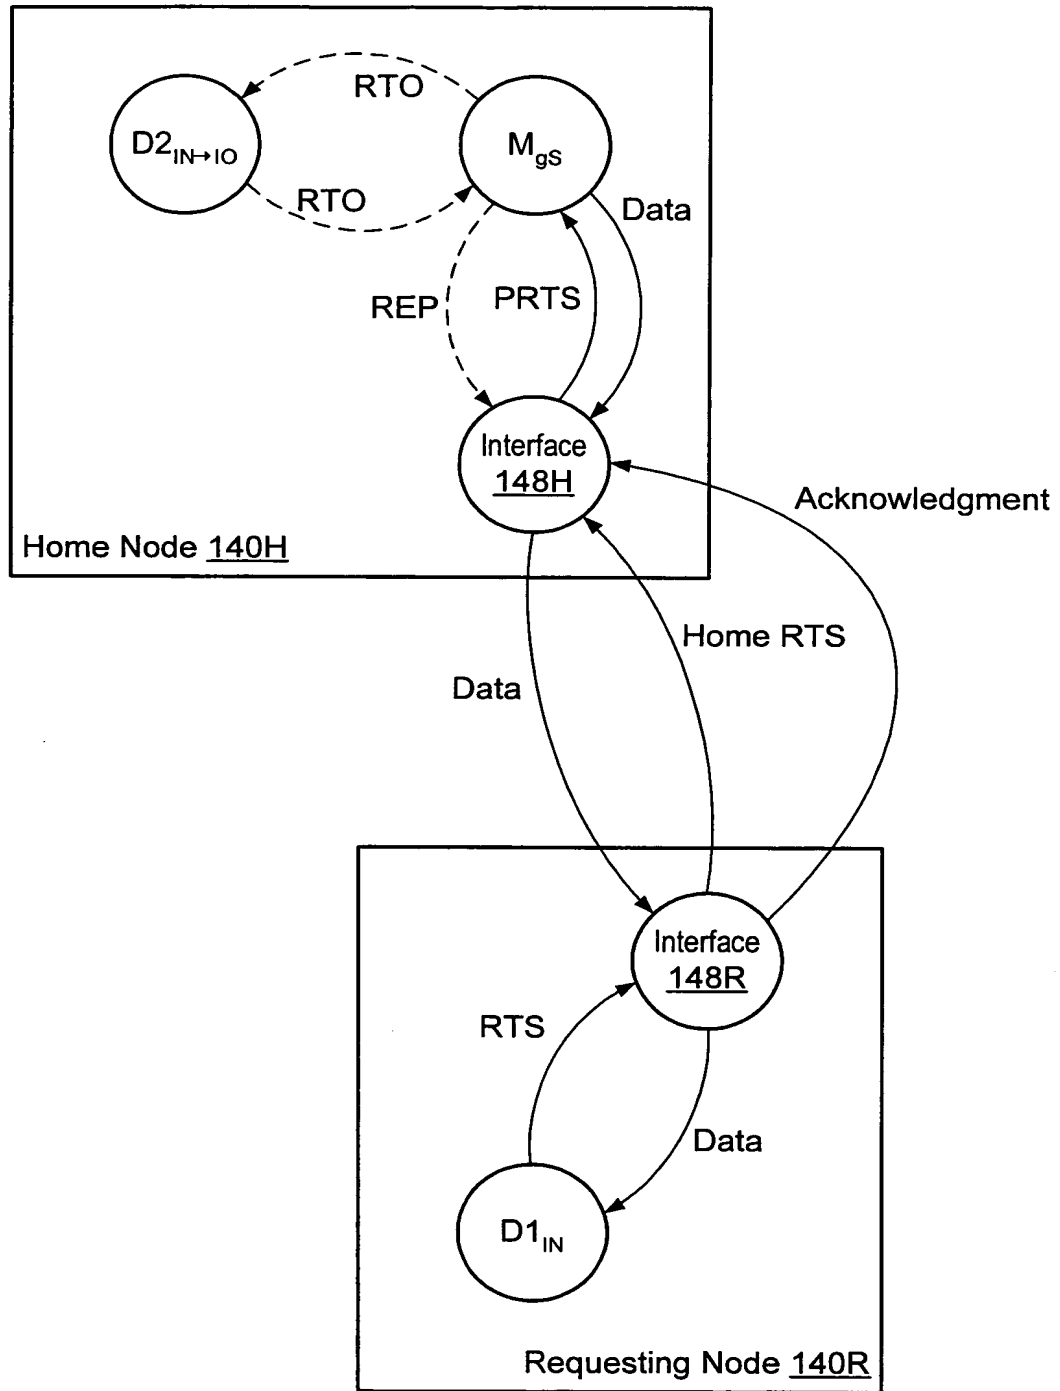 RTO
D2IN→IO
MgS
RTO
Data
REP
PRTS
Interface
148H
Acknowledgment
Home Node 140H
Home RTS
Data
Interface
148R
RTS
Data
D1IN
Requesting Node 140R